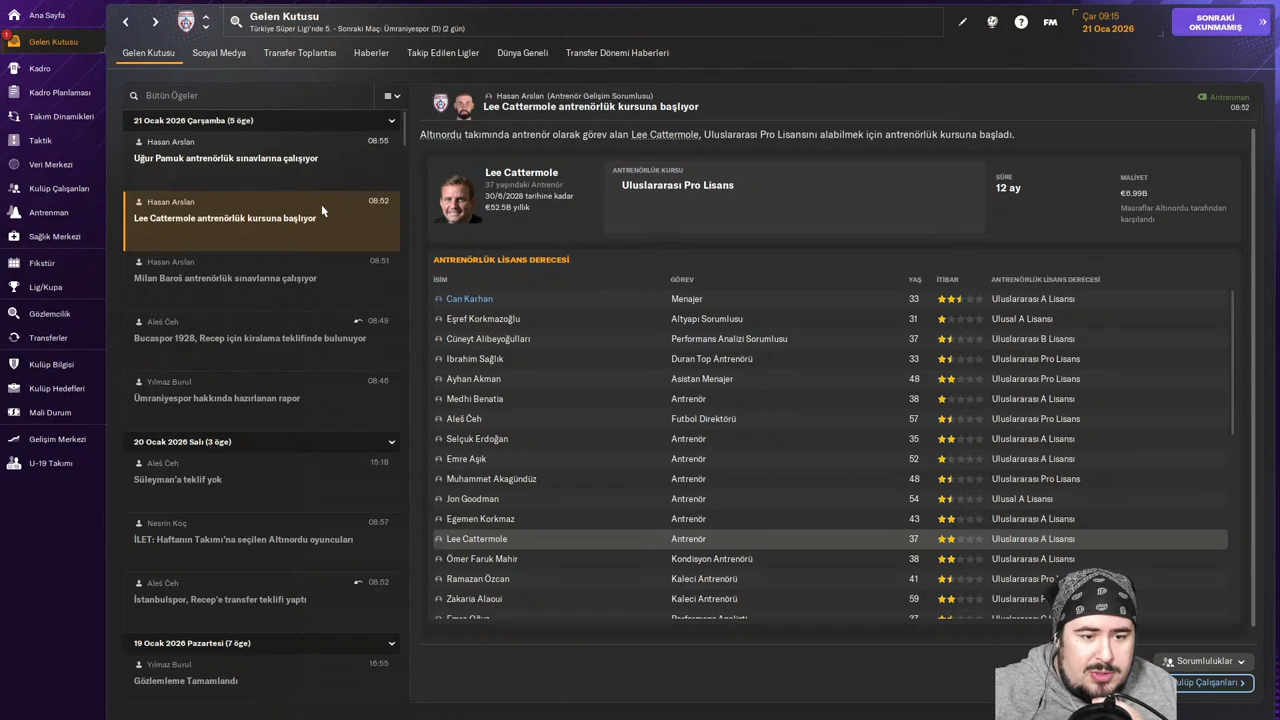 Ana Sayfa
1
Gelen Kutusu
Kadro
Kadro Planlaması
Takım Dinamikleri
Taktik
Veri Merkezi
Kulüp Çalışanları
Antrenman
Sağlık Merkezi
Fikstür
Lig/Kupa
Gözlemcilik
Transferler
Kulüp Bilgisi
Kulüp Hedefleri
Mali Durum
Gelişim Merkezi
U-19 Takımı
Gelen Kutusu
Türkiye Süper Ligi'nde 5. - Sonraki Maç: Ümraniyespor (D) (2 gün)
FM
Çar 09:15
21 Oca 2026
SONRAKİ OKUNMAMIŞ
Gelen Kutusu Sosyal Medya Transfer Toplantısı Haberler Takip Edilen Ligler Dünya Geneli Transfer Dönemi Haberleri
Bütün Ögeler
21 Ocak 2026 Çarşamba (5 öge)
Hasan Arslan 08:55
Uğur Pamuk antrenörlük sınavlarına çalışıyor
Hasan Arslan 08:52
Lee Cattermole antrenörlük kursuna başlıyor
Hasan Arslan 08:51
Milan Baroš antrenörlük sınavlarına çalışıyor
Aleš Čeh 08:49
Bucaspor 1928, Recep için kiralama teklifinde bulunuyor
Yılmaz Burul 08:46
Ümraniyespor hakkında hazırlanan rapor
20 Ocak 2026 Salı (3 öge)
Aleš Čeh 15:18
Süleyman'a teklif yok
Nesrin Koç 08:57
İLET: Haftanın Takımı'na seçilen Altınordu oyuncuları
Aleš Čeh 08:52
İstanbulspor, Recep'e transfer teklifi yaptı
19 Ocak 2026 Pazartesi (7 öge)
Yılmaz Burul 16:55
Gözlemleme Tamamlandı
Hasan Arslan (Antrenör Gelişim Sorumlusu)
Lee Cattermole antrenörlük kursuna başlıyor
Antrenman
08:52
Altınordu takımında antrenör olarak görev alan Lee Cattermole, Uluslararası Pro Lisansını alabilmek için antrenörlük kursuna başladı.
Lee Cattermole
37 yaşındaki Antrenör
30/6/2028 tarihine kadar
€52.5B yıllık
ANTRENÖRLÜK KURSU
Uluslararası Pro Lisans
SÜRE
12 ay
MALİYET
€6.99B
Masraflar Altınordu tarafından karşılandı
ANTRENÖRLÜK LİSANS DERECESİ
İSİM GÖREV YAŞ İTİBAR ANTRENÖRLÜK LİSANS DERECESİ
Can Karhan Menajer 33 Uluslararası A Lisansı
Eşref Korkmazoğlu Altyapı Sorumlusu 31 Ulusal A Lisansı
Cüneyt Alibeyoğulları Performans Analizi Sorumlusu 37 Uluslararası B Lisansı
Ibrahim Sağlık Duran Top Antrenörü 33 Uluslararası Pro Lisans
Ayhan Akman Asistan Menajer 48 Uluslararası Pro Lisans
Medhi Benatia Antrenör 38 Uluslararası A Lisansı
Aleš Čeh Futbol Direktörü 57 Uluslararası Pro Lisans
Selçuk Erdoğan Antrenör 35 Uluslararası A Lisansı
Emre Aşık Antrenör 52 Uluslararası A Lisansı
Muhammet Akagündüz Antrenör 48 Uluslararası Pro Lisans
Jon Goodman Antrenör 54 Ulusal A Lisansı
Egemen Korkmaz Antrenör 43 Uluslararası A Lisansı
Lee Cattermole Antrenör 37 Uluslararası A Lisansı
Ömer Faruk Mahir Kondisyon Antrenörü 38 Uluslararası A Lisansı
Ramazan Özcan Kaleci Antrenörü 41 Uluslararası Pro
Zakaria Alaoui Kaleci Antrenörü 59 Uluslararası
Emre Oğuz Performans Analisti 37
Sorumluluklar
Kulüp Çalışanları